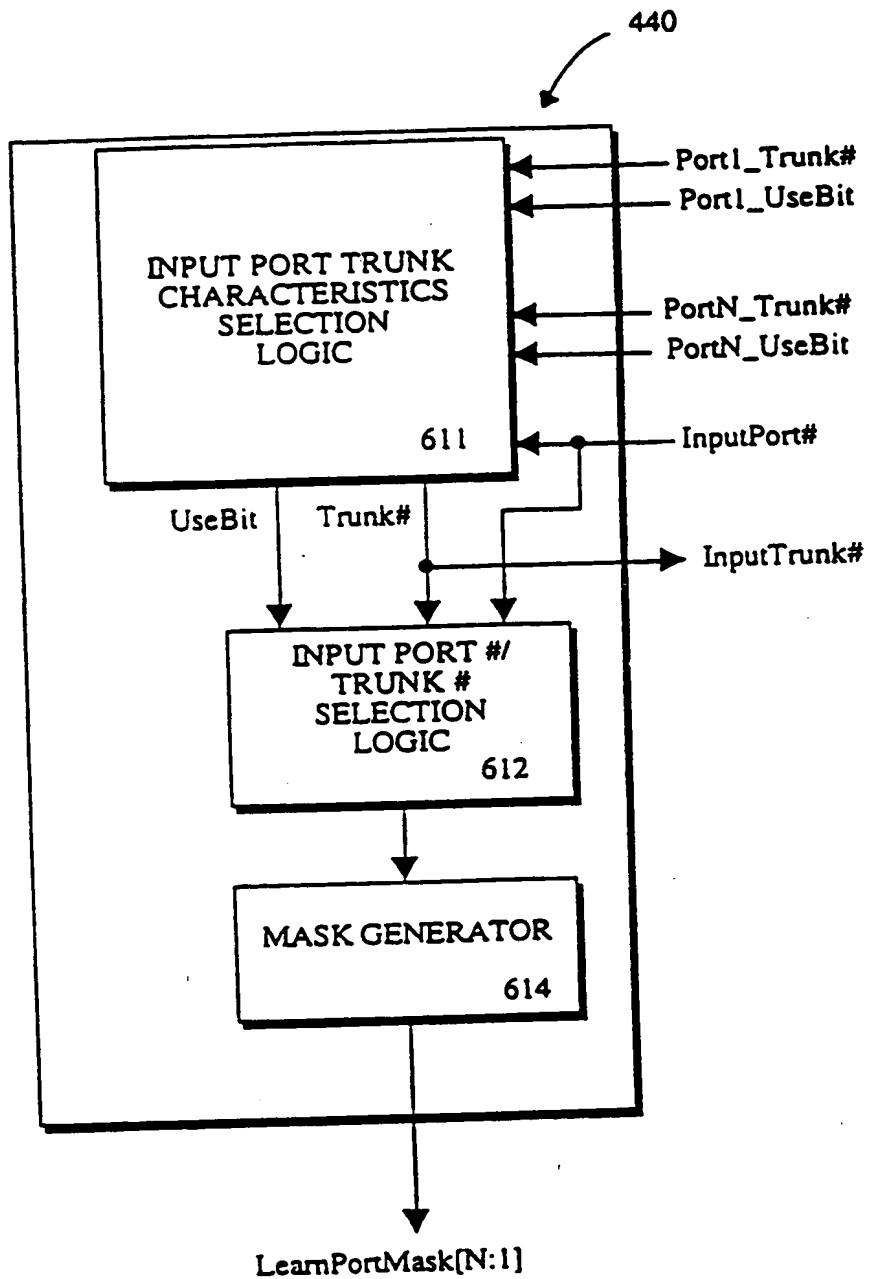 440
Port1_Trunk#
Port1_UseBit
INPUT PORT TRUNK
CHARACTERISTICS
SELECTION
LOGIC
611
PortN_Trunk#
PortN_UseBit
InputPort#
UseBit
Trunk#
InputTrunk#
INPUT PORT #/
TRUNK #
SELECTION
LOGIC
612
MASK GENERATOR
614
LearnPortMask[N:1]